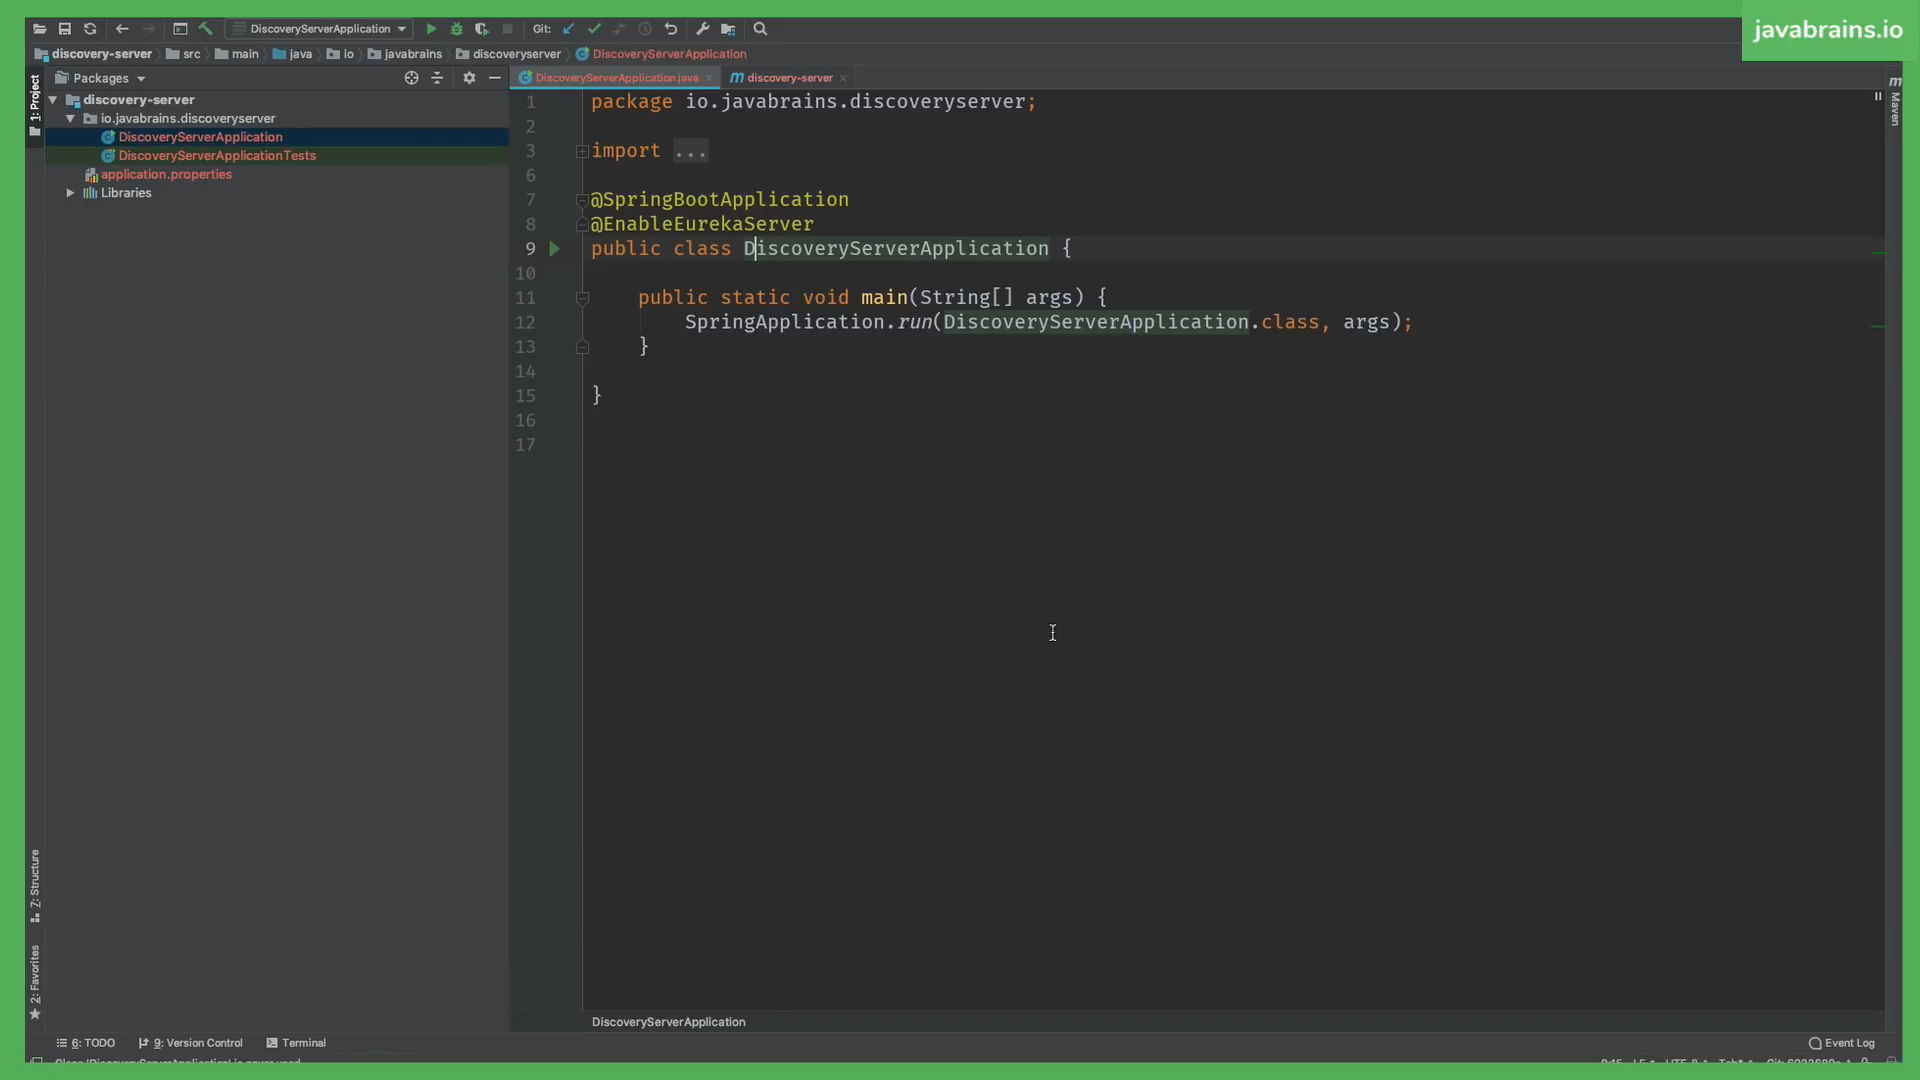 DiscoveryServerApplication
Git:
javabrains.io
discovery-server
src
main
java
io
javabrains
discoveryserver
DiscoveryServerApplication
1: Project
Packages
DiscoveryServerApplication.java
discovery-server
Maven
discovery-server
io.javabrains.discoveryserver
DiscoveryServerApplication
DiscoveryServerApplicationTests
application.properties
Libraries
1 package io.javabrains.discoveryserver;
2
3 import ...
6
7 @SpringBootApplication
8 @EnableEurekaServer
9 public class DiscoveryServerApplication {
10
11 public static void main(String[] args) {
12 SpringApplication.run(DiscoveryServerApplication.class, args);
13 }
14
15 }
16
17
Z: Structure
2: Favorites
DiscoveryServerApplication
6: TODO
9: Version Control
Terminal
Event Log